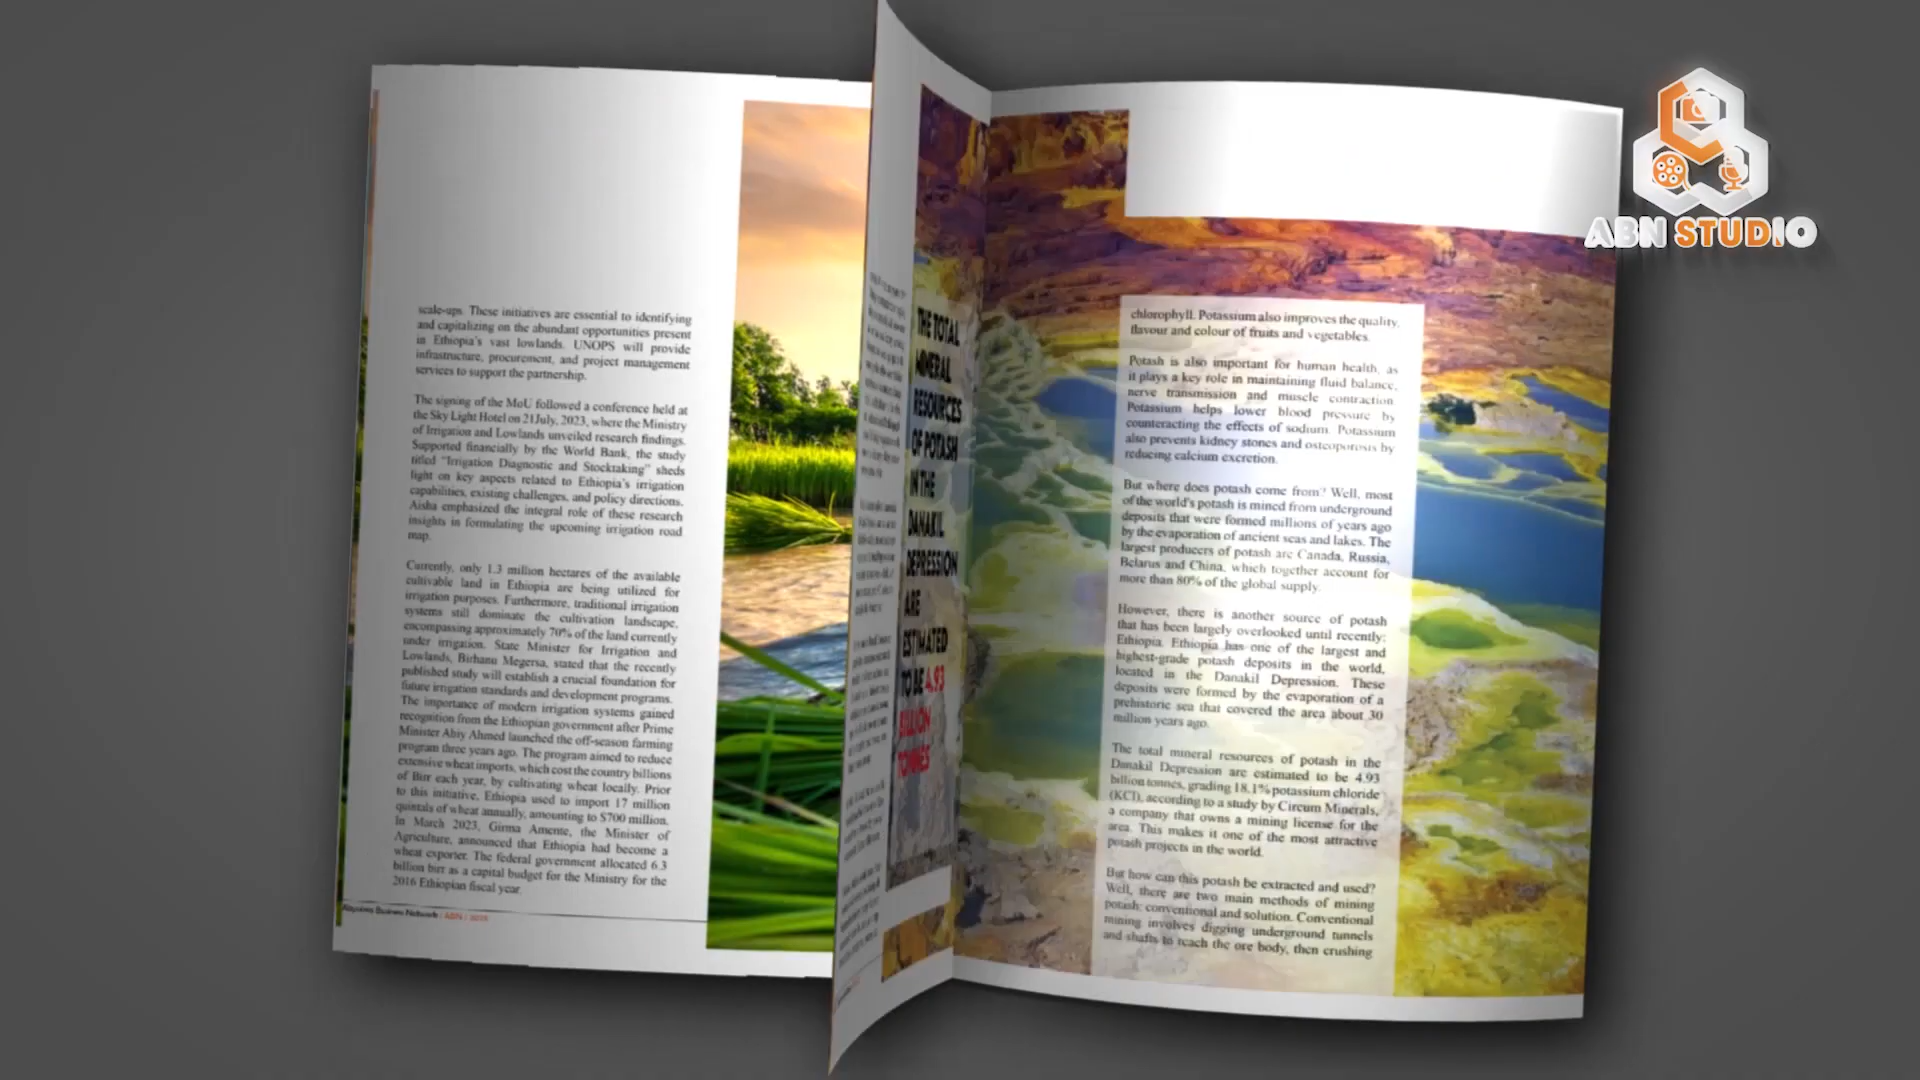 scale-ups. These initiatives are essential to identifying
and capitalizing on the abundant opportunities present
in Ethiopia's vast lowlands. UNOPS will provide
infrastructure, procurement, and project management
services to support the partnership.
The signing of the MoU followed a conference held at
the Sky Light Hotel on 21July, 2023, where the Ministry
of Irrigation and Lowlands unveiled research findings.
Supported financially by the World Bank, the study
titled "Irrigation Diagnostic and Stocktaking" sheds
light on key aspects related to Ethiopia's irrigation
capabilities, existing challenges, and policy directions.
Aisha emphasized the integral role of these research
insights in formulating the upcoming irrigation road
map.
Currently, only 1.3 million hectares of the available
cultivable land in Ethiopia are being utilized for
irrigation purposes. Furthermore, traditional irrigation
systems still dominate the cultivation landscape,
encompassing approximately 70% of the land currently
under irrigation. State Minister for Irrigation and
Lowlands, Birhanu Megersa, stated that the recently
published study will establish a crucial foundation for
future irrigation standards and development programs.
The importance of modern irrigation systems gained
recognition from the Ethiopian government after Prime
Minister Abiy Ahmed launched the off-season farming
program three years ago. The program aimed to reduce
extensive wheat imports, which cost the country billions
of Birr each year, by cultivating wheat locally. Prior
to this initiative, Ethiopia used to import 17 million
quintals of wheat annually, amounting to $700 million.
In March 2023, Girma Amente, the Minister of
Agriculture, announced that Ethiopia had become a
wheat exporter. The federal government allocated 6.3
billion birr as a capital budget for the Ministry for the
2016 Ethiopian fiscal year.
Abyssinia Business Network | ABN | 2023
THE TOTAL
MINERAL
RESOURCES
OF POTASH
IN THE
DANAKIL
DEPRESSION
ARE
ESTIMATED
TO BE 4.93
BILLION
TONNES
chlorophyll. Potassium also improves the quality,
flavour and colour of fruits and vegetables.
Potash is also important for human health, as
it plays a key role in maintaining fluid balance,
nerve transmission and muscle contraction.
Potassium helps lower blood pressure by
counteracting the effects of sodium. Potassium
also prevents kidney stones and osteoporosis by
reducing calcium excretion.
But where does potash come from? Well, most
of the world's potash is mined from underground
deposits that were formed millions of years ago
by the evaporation of ancient seas and lakes. The
largest producers of potash are Canada, Russia,
Belarus and China, which together account for
more than 80% of the global supply.
However, there is another source of potash
that has been largely overlooked until recently:
Ethiopia. Ethiopia has one of the largest and
highest-grade potash deposits in the world,
located in the Danakil Depression. These
deposits were formed by the evaporation of a
prehistoric sea that covered the area about 30
million years ago.
The total mineral resources of potash in the
Danakil Depression are estimated to be 4.93
billion tonnes, grading 18.1% potassium chloride
(KCl), according to a study by Circum Minerals,
a company that owns a mining license for the
area. This makes it one of the most attractive
potash projects in the world.
But how can this potash be extracted and used?
Well, there are two main methods of mining
potash: conventional and solution. Conventional
mining involves digging underground tunnels
and shafts to reach the ore body, then crushing
ABN STUDIO